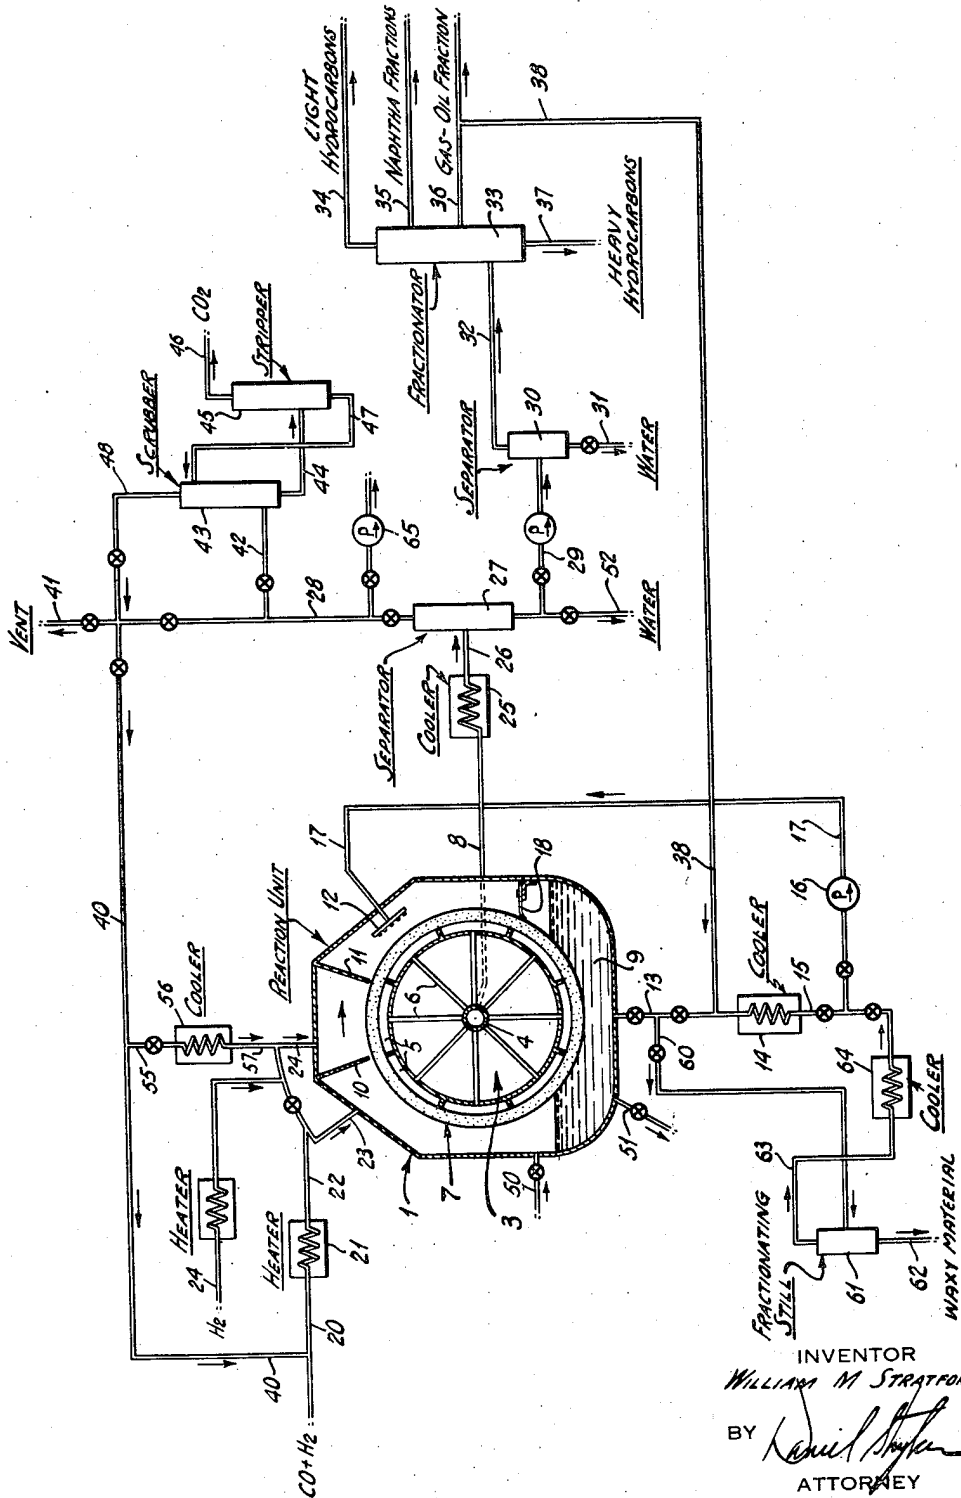 LIGHT
HYDROCARBONS
34
NAPHTHA FRACTIONS
35
GAS-OIL FRACTION
36
38
33
37
HEAVY
HYDROCARBONS
FRACTIONATOR
32
CO2
46
STRIPPER
45
47
SCRUBBER
48
43
44
42
65
SEPARATOR
30
31
WATER
P
P
29
28
27
52
WATER
VENT
41
SEPARATOR
26
COOLER
25
8
17
17
38
P
16
40
REACTION UNIT
12
11
18
9
6
5
4
10
3
7
1
COOLER
56
55
57
24
23
22
HEATER
24
H2
HEATER
21
20
40
CO+H2
50
51
13
60
COOLER
14
15
64
COOLER
63
FRACTIONATING
STILL
61
62
WAXY MATERIAL
INVENTOR
WILLIAM M STRATFOR
BY
ATTORNEY